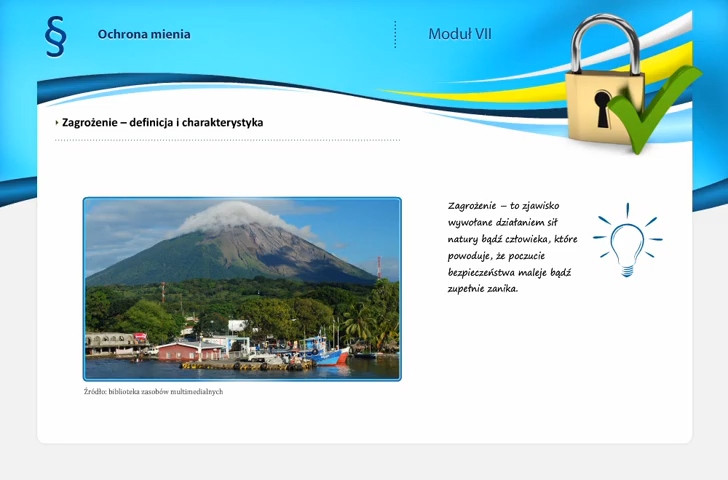 §
Ochrona mienia
Moduł VII
Zagrożenie – definicja i charakterystyka
Zagrożenie – to zjawisko
wywołane działaniem sił
natury bądź człowieka, które
powoduje, że poczucie
bezpieczeństwa maleje bądź
zupełnie zanika.
Źródło: biblioteka zasobów multimedialnych